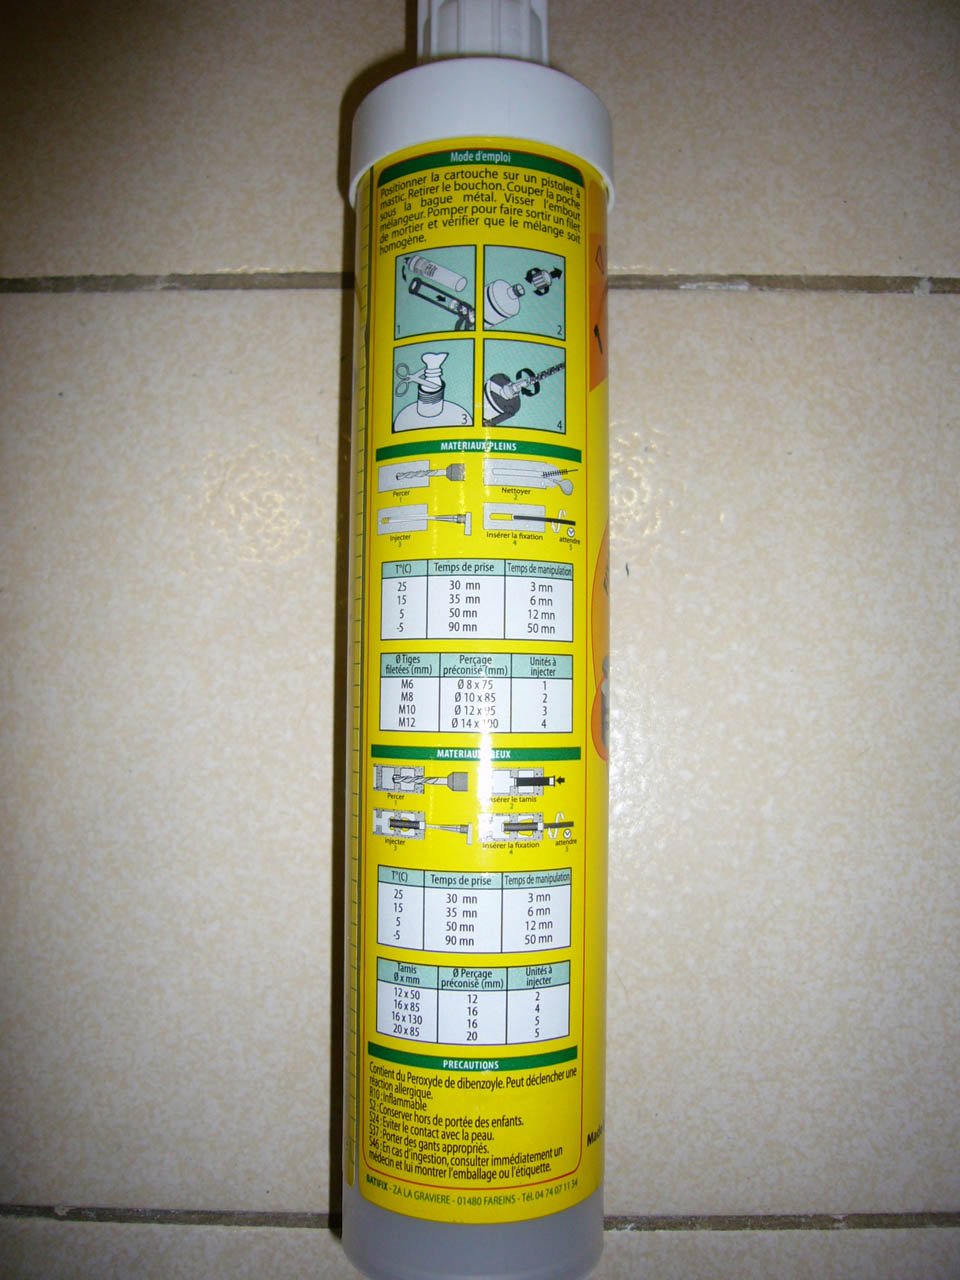 Mode d'emploi
Positionner la cartouche sur un pistolet à
mastic. Retirer le bouchon. Couper la poche
sous la bague métal. Visser l'embout
mélangeur. Pomper pour faire sortir un filet
de mortier et vérifier que le mélange soit
homogène.
1
2
3
4
MATERIAUX PLEINS
Percer
1
Nettoyer
2
Injecter
3
Insérer la fixation
4
attendre
5
T°(C) Temps de prise Temps de manipulation
25 30 mn 3 mn
15 35 mn 6 mn
5 50 mn 12 mn
-5 90 mn 50 mn
Ø Tiges filetées (mm) Perçage préconisé (mm) Unités à injecter
M6 Ø 8 x 75 1
M8 Ø 10 x 85 2
M10 Ø 12 x 95 3
M12 Ø 14 x 100 4
MATERIAUX CREUX
Percer
1
Insérer le tamis
2
Injecter
3
Insérer la fixation
4
attendre
5
T°(C) Temps de prise Temps de manipulation
25 30 mn 3 mn
15 35 mn 6 mn
5 50 mn 12 mn
-5 90 mn 50 mn
Tamis Ø x mm Ø Perçage préconisé (mm) Unités à injecter
12 x 50 12 2
16 x 85 16 4
16 x 130 16 5
20 x 85 20 5
PRECAUTIONS
Contient du Peroxyde de dibenzoyle. Peut déclencher une
réaction allergique.
R10 : Inflammable
S2 : Conserver hors de portée des enfants.
S24 : Eviter le contact avec la peau.
S37 : Porter des gants appropriés.
S46 : En cas d'ingestion, consulter immédiatement un
médecin et lui montrer l'emballage ou l'étiquette.
BATIFIX - ZA LA GRAVIERE - 01480 FAREINS - Tél. 04 74 07 11 34